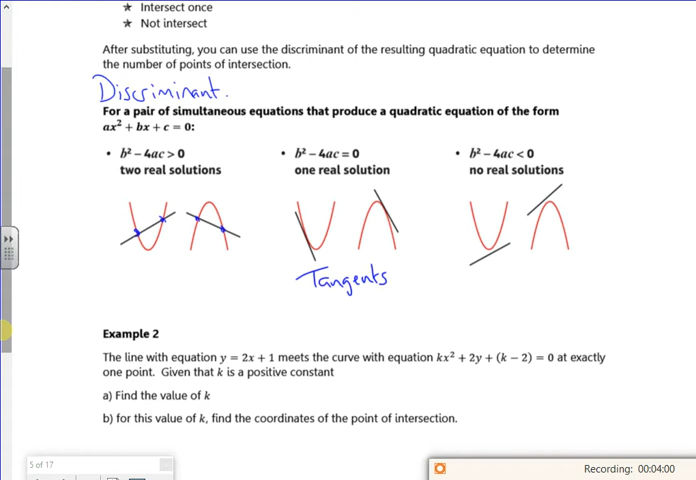 ★ Intersect once
★ Not intersect
After substituting, you can use the discriminant of the resulting quadratic equation to determine
the number of points of intersection.
Discriminant.
For a pair of simultaneous equations that produce a quadratic equation of the form
ax² + bx + c = 0:
• b² – 4ac > 0 • b² – 4ac = 0 • b² – 4ac < 0
two real solutions one real solution no real solutions
Tangents
Example 2
The line with equation y = 2x + 1 meets the curve with equation kx² + 2y + (k – 2) = 0 at exactly
one point. Given that k is a positive constant
a) Find the value of k
b) for this value of k, find the coordinates of the point of intersection.
5 of 17
Recording: 00:04:00